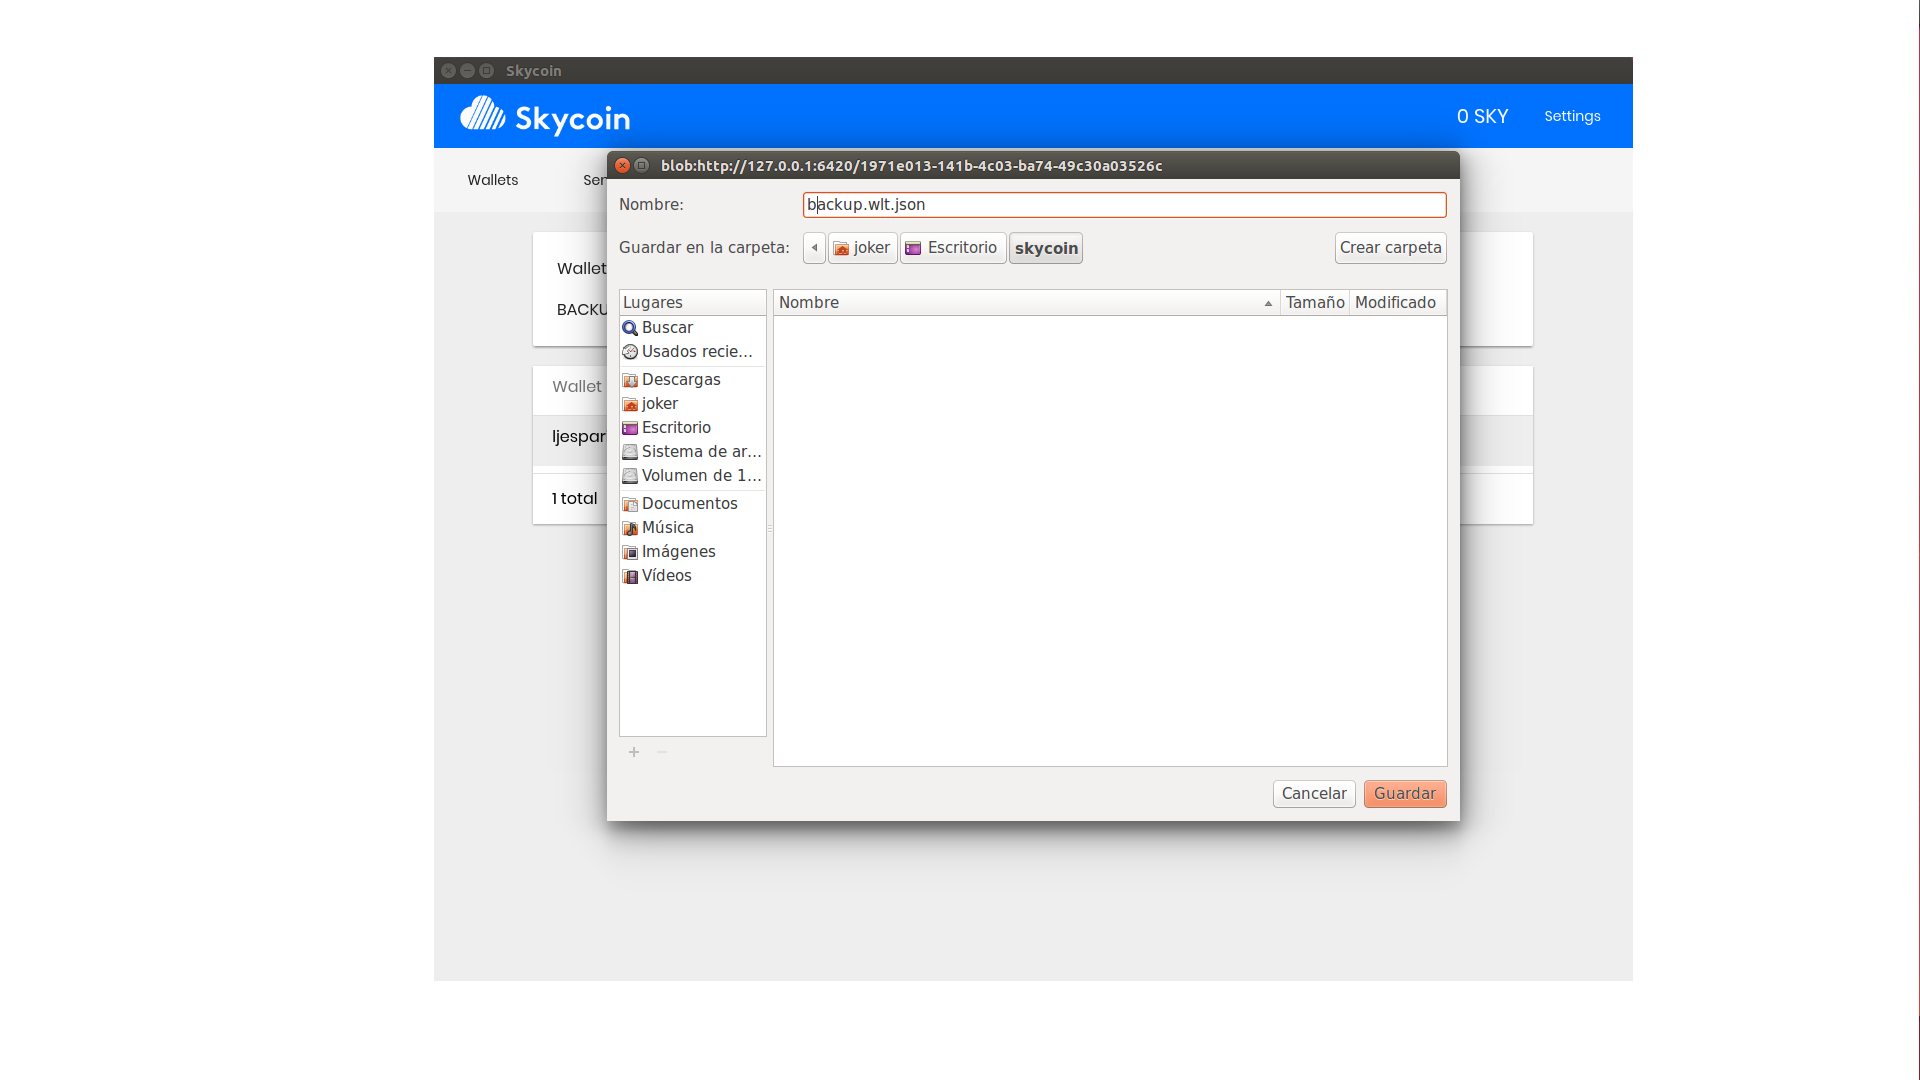 Skycoin
Skycoin
0 SKY
Settings
Wallets
blob:http://127.0.0.1:6420/1971e013-141b-4c03-ba74-49c30a03526c
Nombre:
backup.wlt.json
Guardar en la carpeta:
joker
Escritorio
skycoin
Crear carpeta
Wallet
BACKU
Wallet
ljespar
1 total
Lugares
Buscar
Usados recie...
Descargas
joker
Escritorio
Sistema de ar...
Volumen de 1...
Documentos
Música
Imágenes
Vídeos
Nombre
Tamaño
Modificado
Cancelar
Guardar